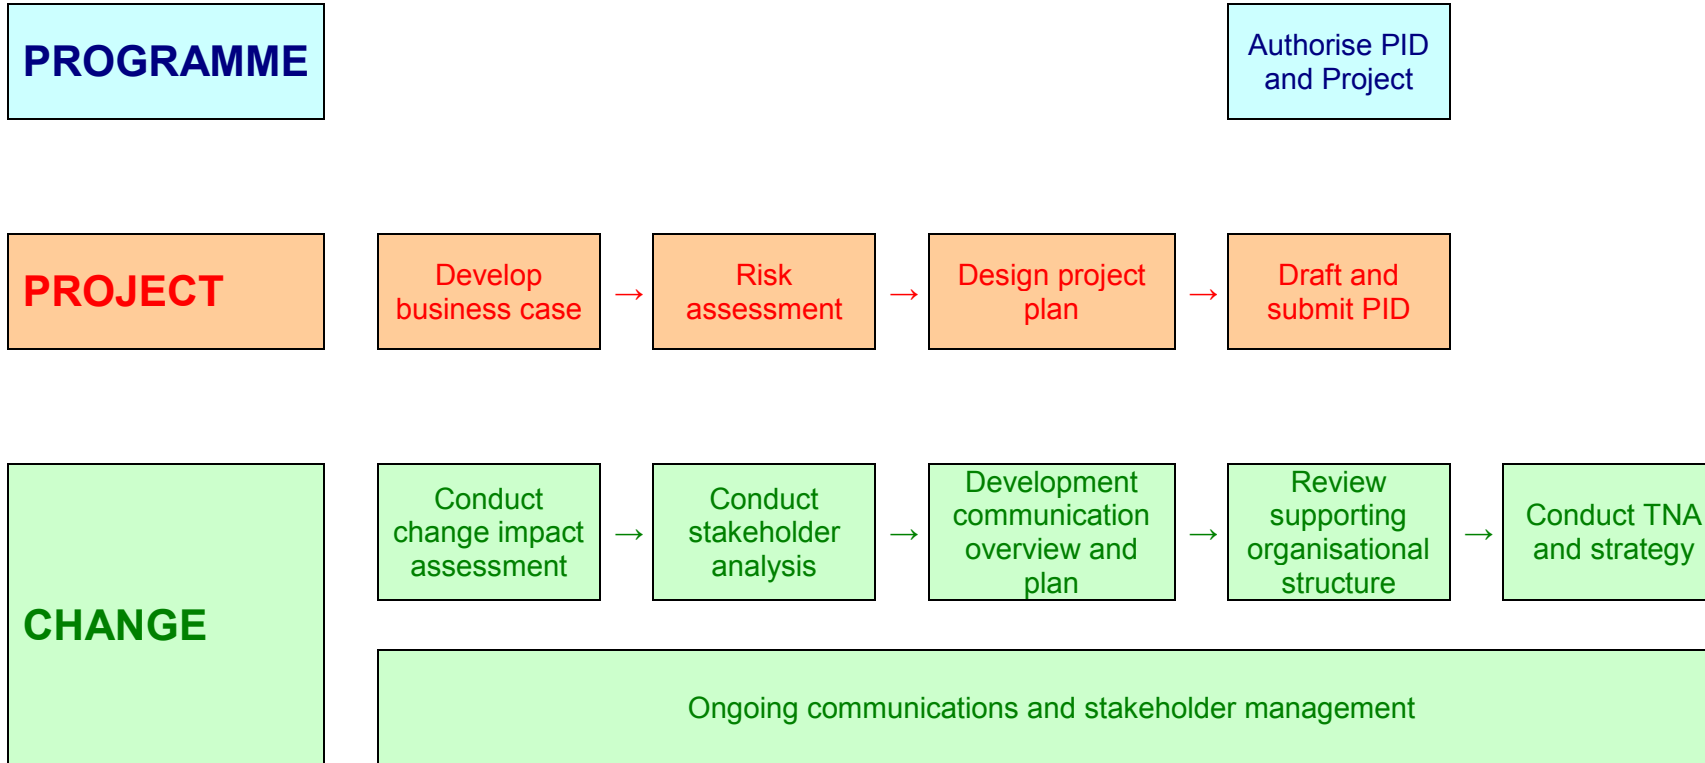 PROGRAMME
Authorise PID
and Project
PROJECT
Develop
business case
→
Risk
assessment
→
Design project
plan
→
Draft and
submit PID
CHANGE
Conduct
change impact
assessment
→
Conduct
stakeholder
analysis
→
Development
communication
overview and
plan
→
Review
supporting
organisational
structure
→
Conduct TNA
and strategy
Ongoing communications and stakeholder management